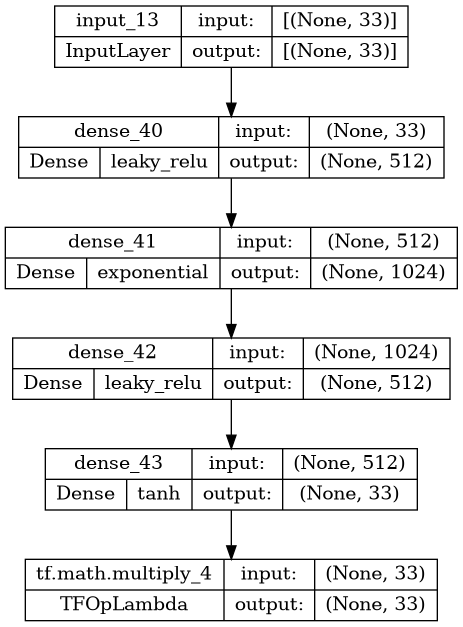 input_13 input: [(None, 33)]
InputLayer output: [(None, 33)]
dense_40 input: (None, 33)
Dense leaky_relu output: (None, 512)
dense_41 input: (None, 512)
Dense exponential output: (None, 1024)
dense_42 input: (None, 1024)
Dense leaky_relu output: (None, 512)
dense_43 input: (None, 512)
Dense tanh output: (None, 33)
tf.math.multiply_4 input: (None, 33)
TFOpLambda output: (None, 33)